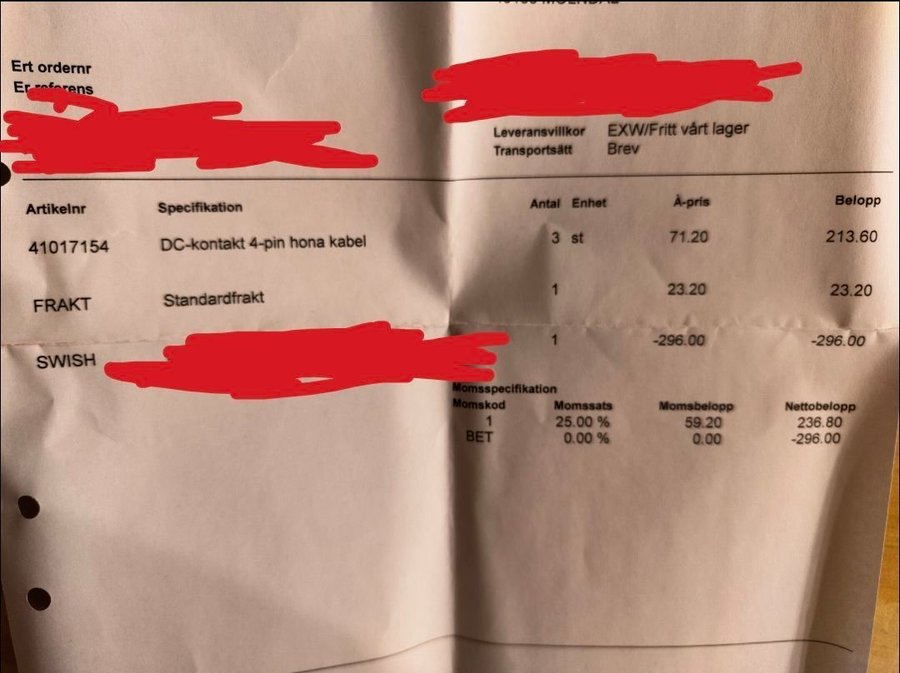 Ert ordernr
Er referens
Leveransvillkor EXW/Fritt vårt lager
Transportsätt Brev
Artikelnr Specifikation Antal Enhet À-pris Belopp
41017154 DC-kontakt 4-pin hona kabel 3 st 71.20 213.60
FRAKT Standardfrakt 1 23.20 23.20
SWISH 1 -296.00 -296.00
Momsspecifikation
Momskod Momssats Momsbelopp Nettobelopp
1 25.00 % 59.20 236.80
BET 0.00 % 0.00 -296.00